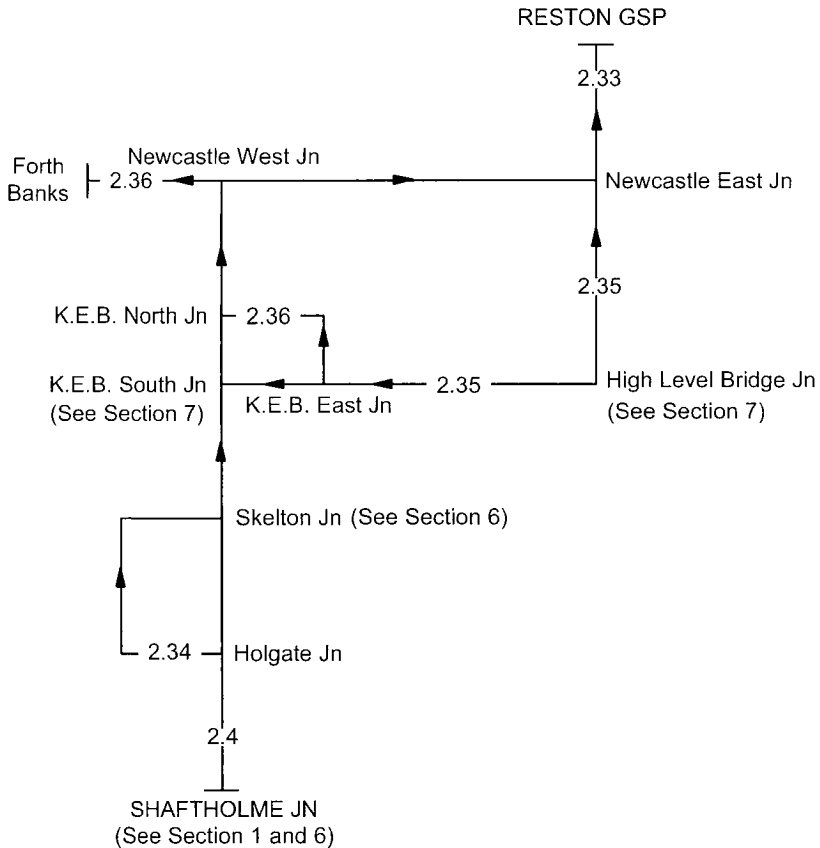 RESTON GSP
2.33
Newcastle West Jn
Forth
Banks
2.36
Newcastle East Jn
2.35
K.E.B. North Jn
2.36
K.E.B. South Jn
(See Section 7)
2.35
K.E.B. East Jn
High Level Bridge Jn
(See Section 7)
Skelton Jn (See Section 6)
2.34
Holgate Jn
2.4
SHAFTHOLME JN
(See Section 1 and 6)